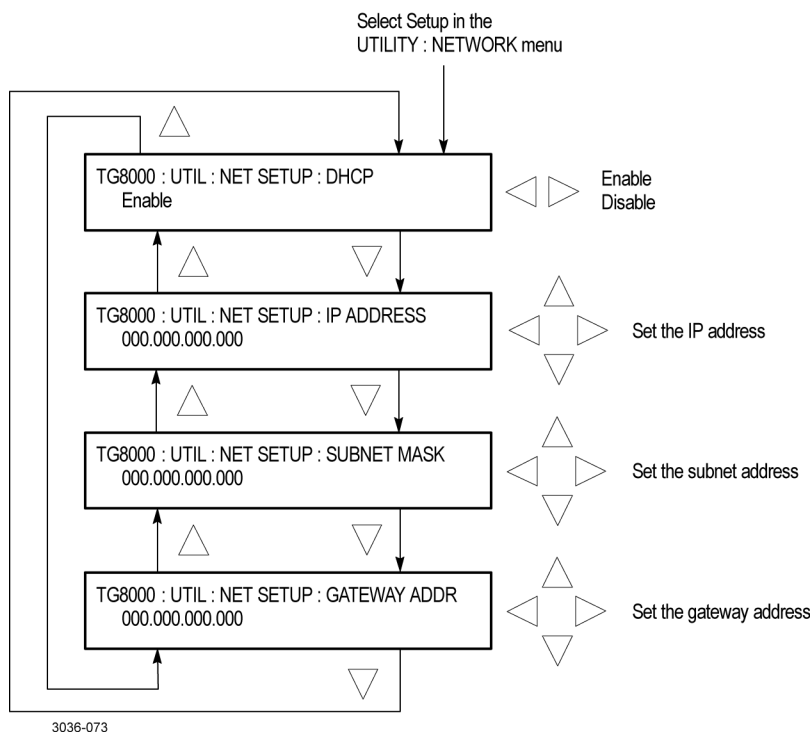 Select Setup in the
UTILITY : NETWORK menu
TG8000 : UTIL : NET SETUP : DHCP
Enable
Enable
Disable
TG8000 : UTIL : NET SETUP : IP ADDRESS
000.000.000.000
Set the IP address
TG8000 : UTIL : NET SETUP : SUBNET MASK
000.000.000.000
Set the subnet address
TG8000 : UTIL : NET SETUP : GATEWAY ADDR
000.000.000.000
Set the gateway address
3036-073